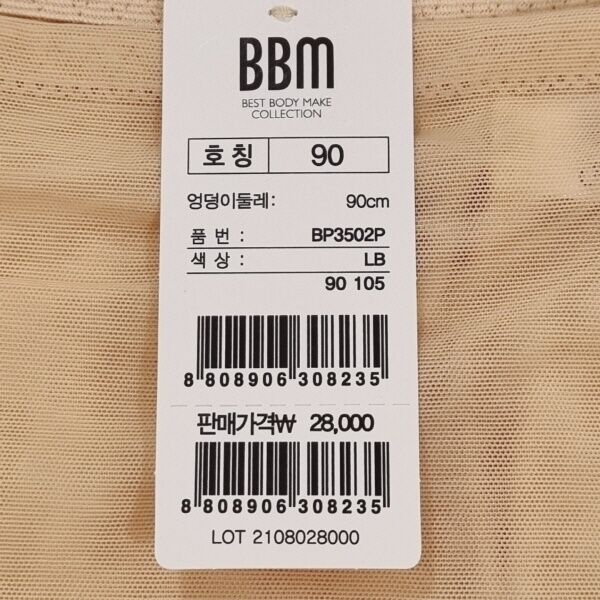 BBM
BEST BODY MAKE
COLLECTION
호칭 90
엉덩이둘레: 90cm
품 번 : BP3502P
색 상 : LB
90 105
8 808906 308235
판매가격₩ 28,000
8 808906 308235
LOT 2108028000